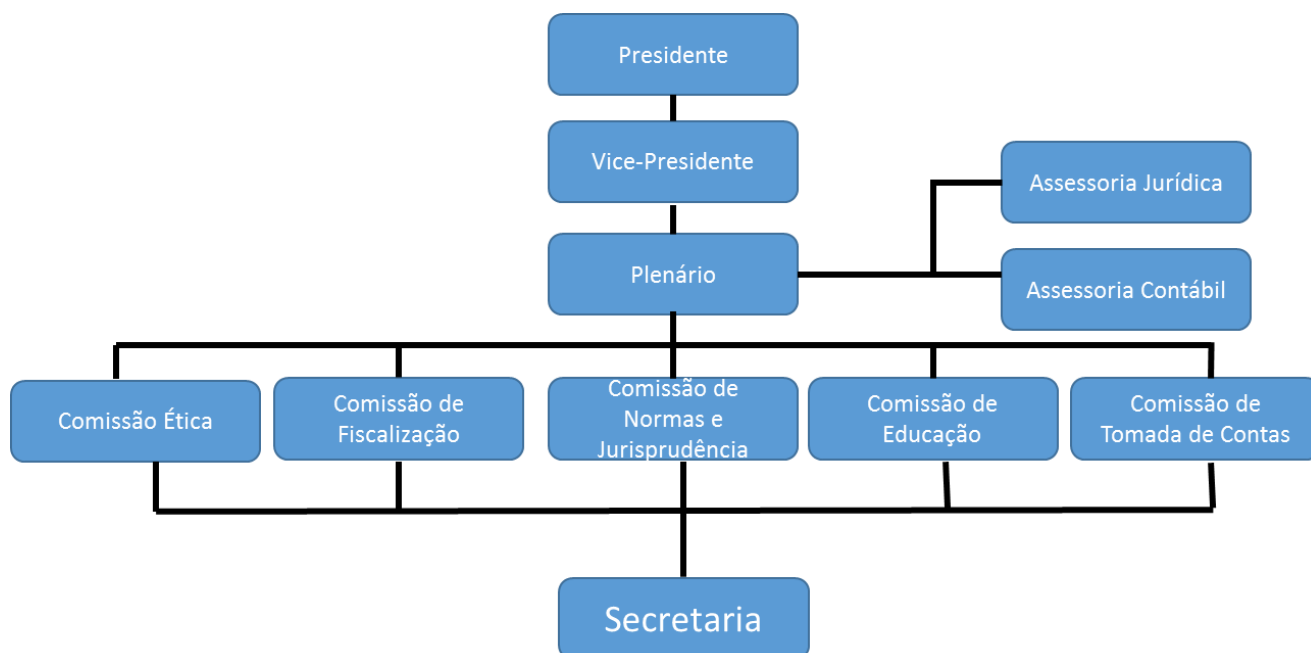 Presidente
Vice-Presidente
Assessoria Jurídica
Plenário
Assessoria Contábil
Comissão Ética
Comissão de
Fiscalização
Comissão de
Normas e
Jurisprudência
Comissão de
Educação
Comissão de
Tomada de Contas
Secretaria